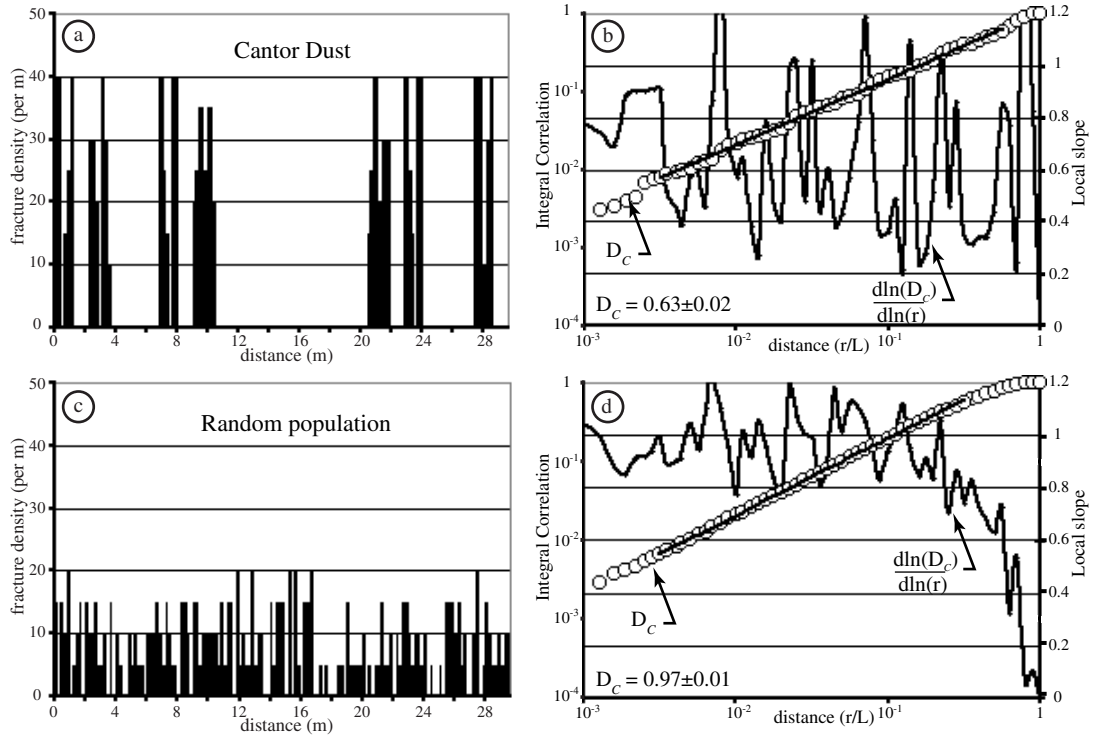 a
Cantor Dust
fracture density (per m)
50
40
30
20
10
0
0
4
8
12
16
20
24
28
distance (m)
b
Integral Correlation
1
10-1
10-2
10-3
10-4
10-3
10-2
10-1
1
distance (r/L)
1.2
1
0.8
0.6
0.4
0.2
0
Local slope
DC
DC = 0.63±0.02
dln(DC)
dln(r)
c
Random population
fracture density (per m)
50
40
30
20
10
0
0
4
8
12
16
20
24
28
distance (m)
d
Integral Correlation
1
10-1
10-2
10-3
10-4
10-3
10-2
10-1
1
distance (r/L)
1.2
1
0.8
0.6
0.4
0.2
0
Local slope
dln(DC)
dln(r)
DC
DC = 0.97±0.01